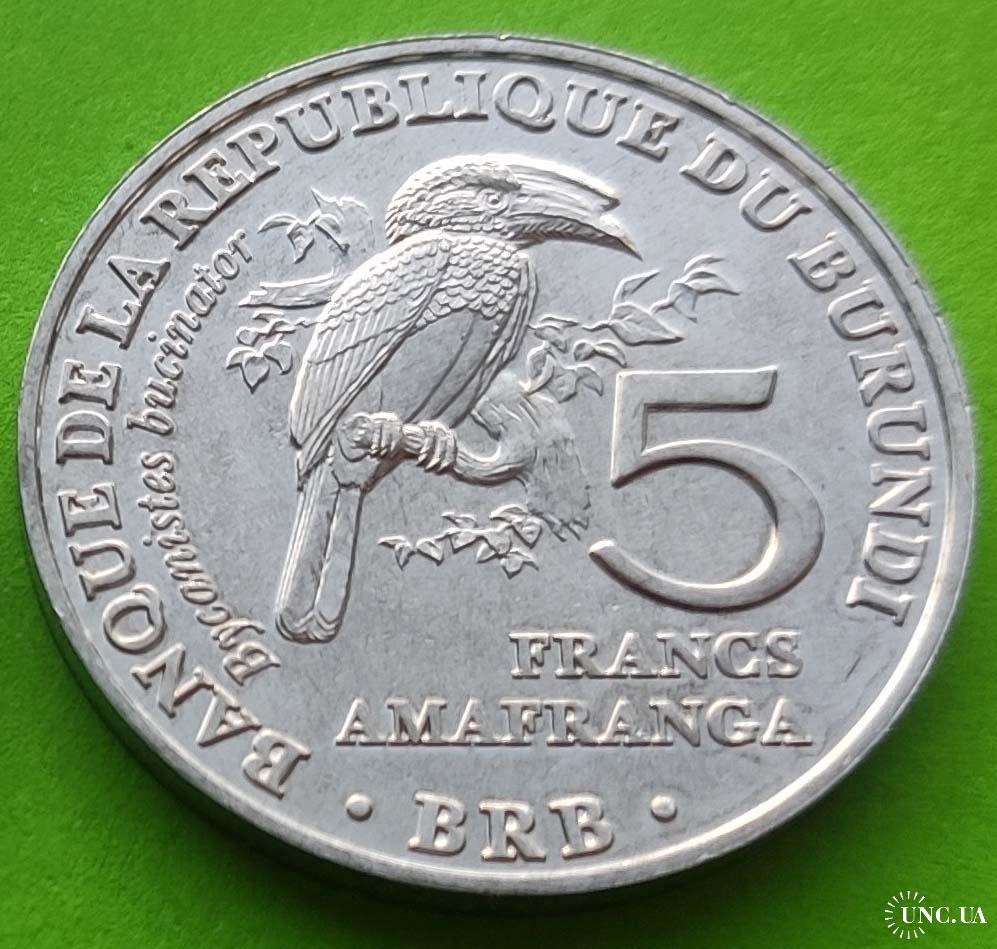 BANQUE DE LA REPUBLIQUE DU BURUNDI
Bycanistes bucinator
5
FRANCS
AMAFRANGA
• BRB •
UNC.UA